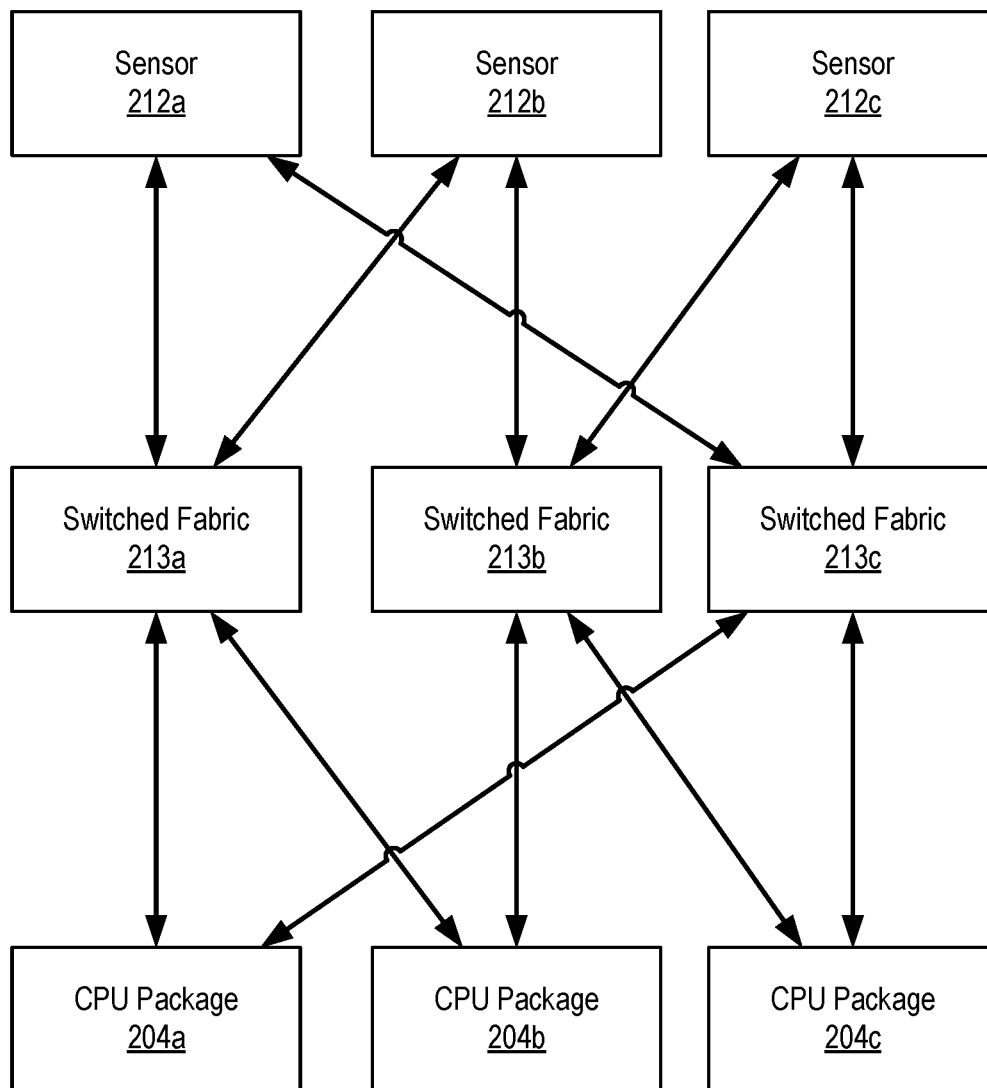 Sensor
212a
Sensor
212b
Sensor
212c
Switched Fabric
213a
Switched Fabric
213b
Switched Fabric
213c
CPU Package
204a
CPU Package
204b
CPU Package
204c